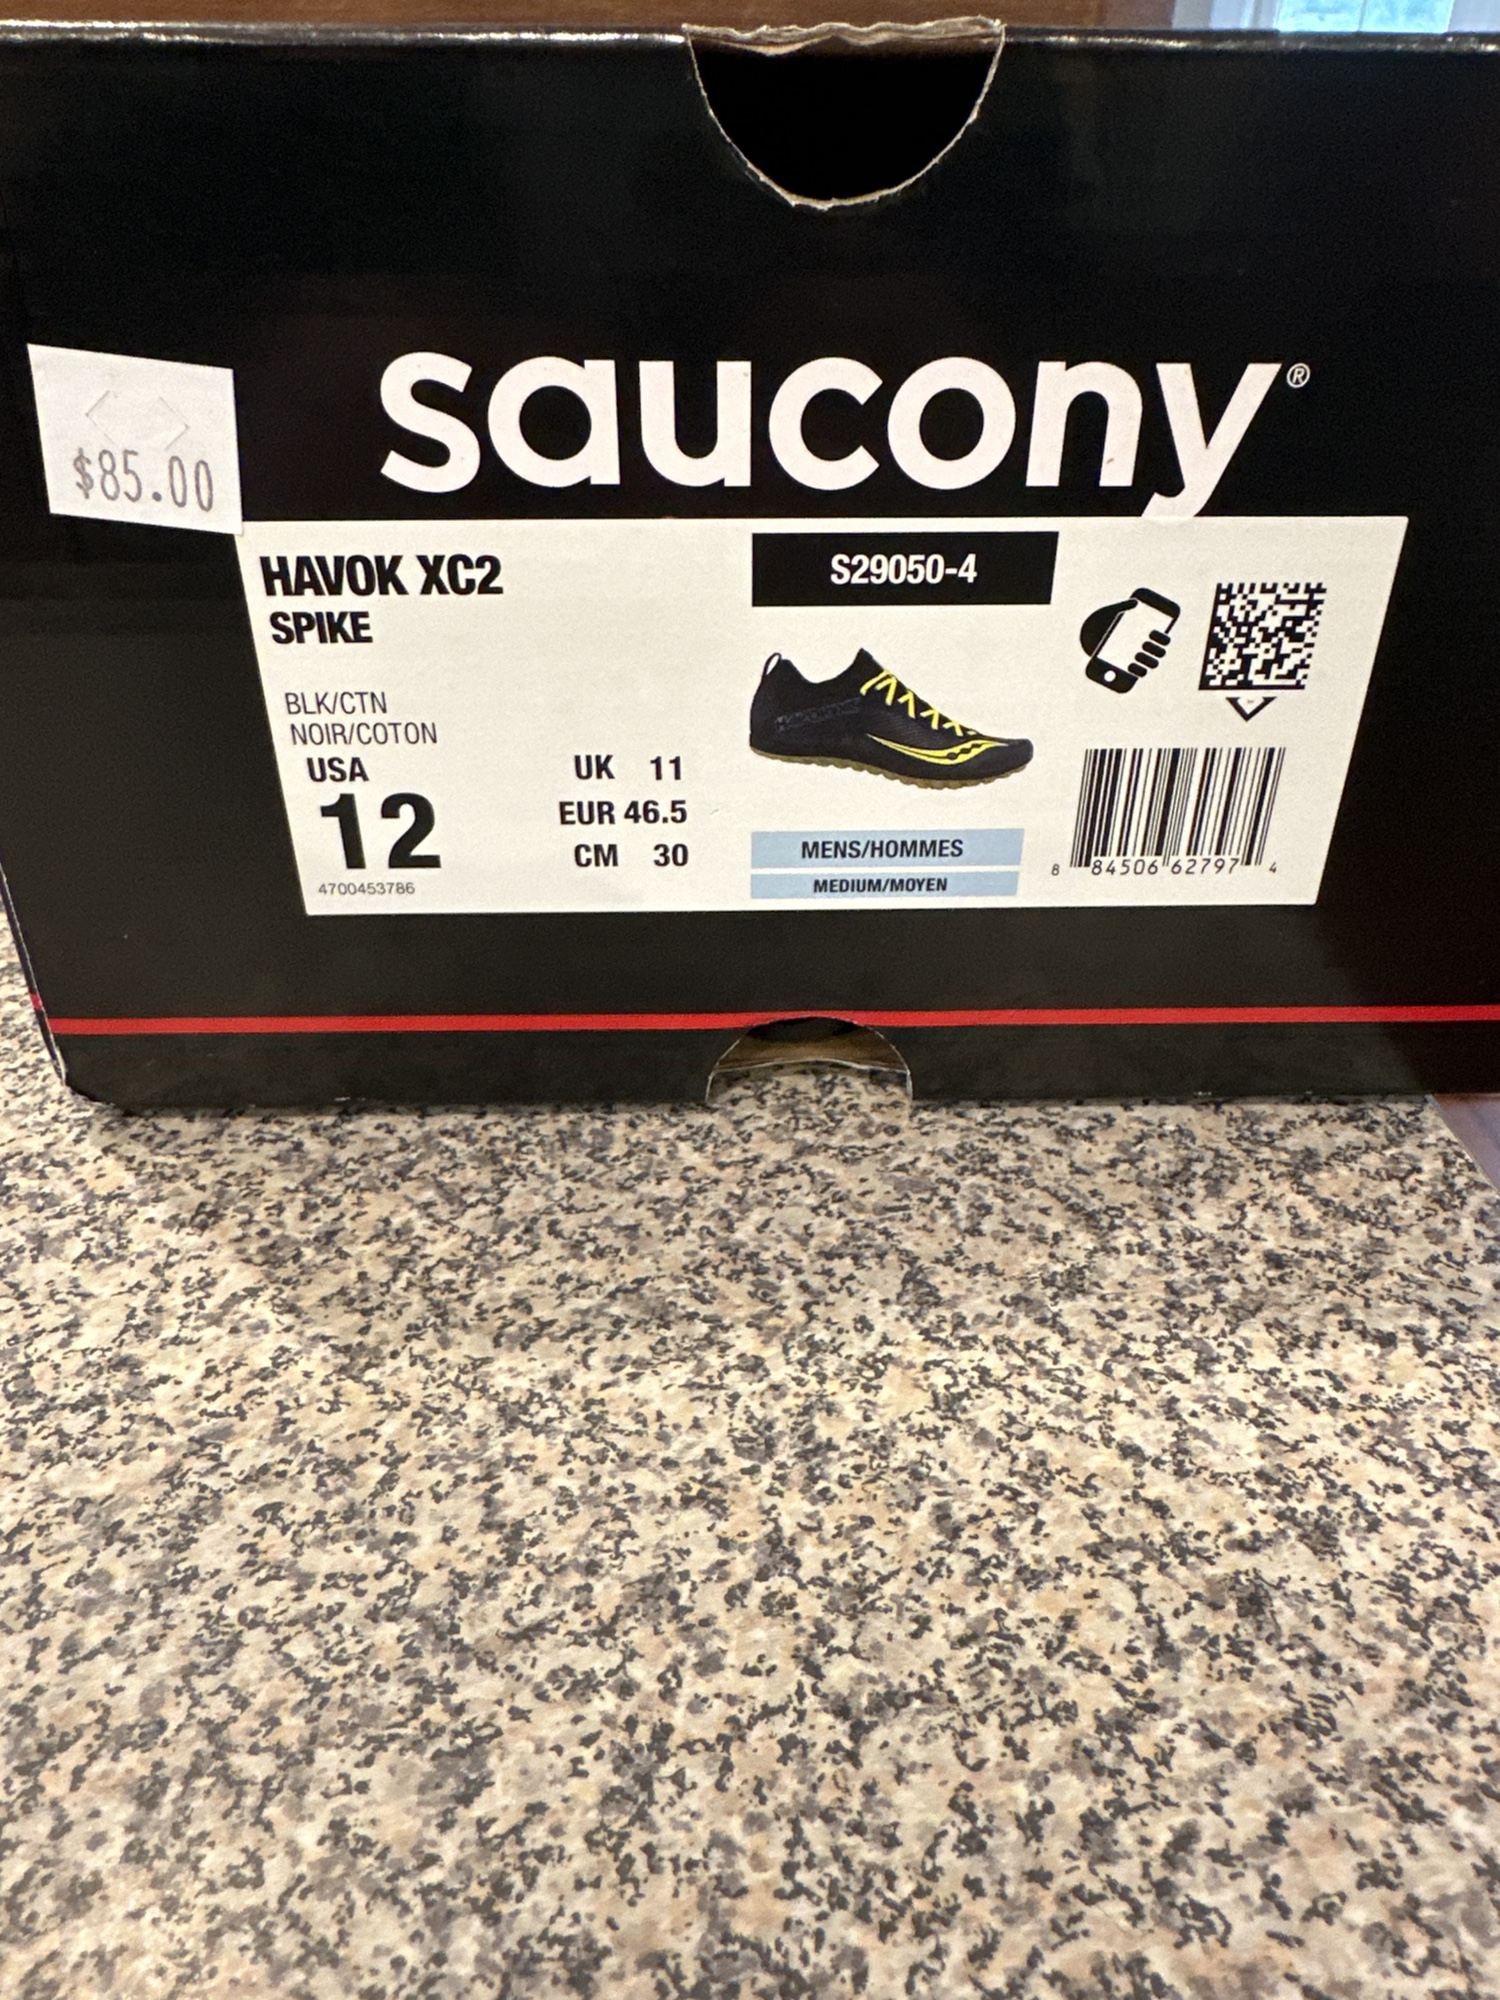 saucony®
$85.00
HAVOK XC2
SPIKE
S29050-4
BLK/CTN
NOIR/COTON
USA
12
UK 11
EUR 46.5
CM 30
4700453786
MENS/HOMMES
MEDIUM/MOYEN
8 84506 62797 4